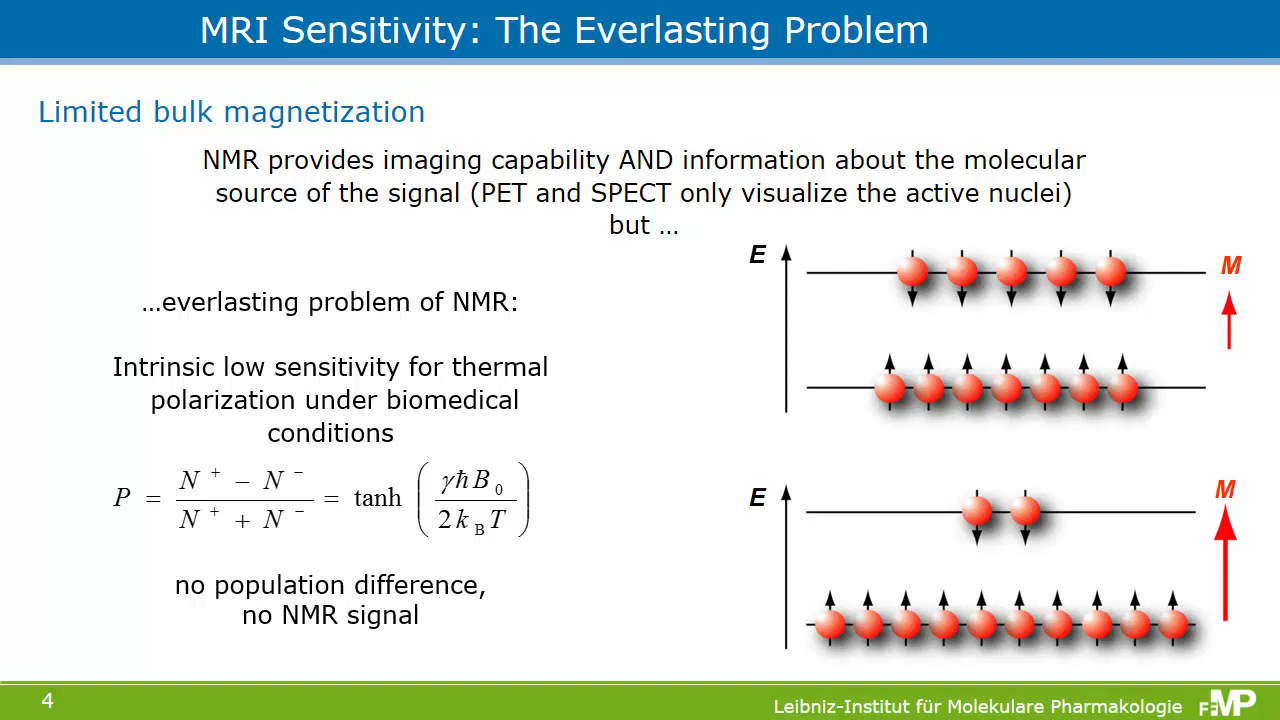 MRI Sensitivity: The Everlasting Problem
Limited bulk magnetization
NMR provides imaging capability AND information about the molecular
source of the signal (PET and SPECT only visualize the active nuclei)
but …
…everlasting problem of NMR:
Intrinsic low sensitivity for thermal
polarization under biomedical
conditions
P = (N⁺ − N⁻) / (N⁺ + N⁻) = tanh (γħB₀ / 2k_BT)
no population difference,
no NMR signal
E
M
E
M
4
Leibniz-Institut für Molekulare Pharmakologie
FMP